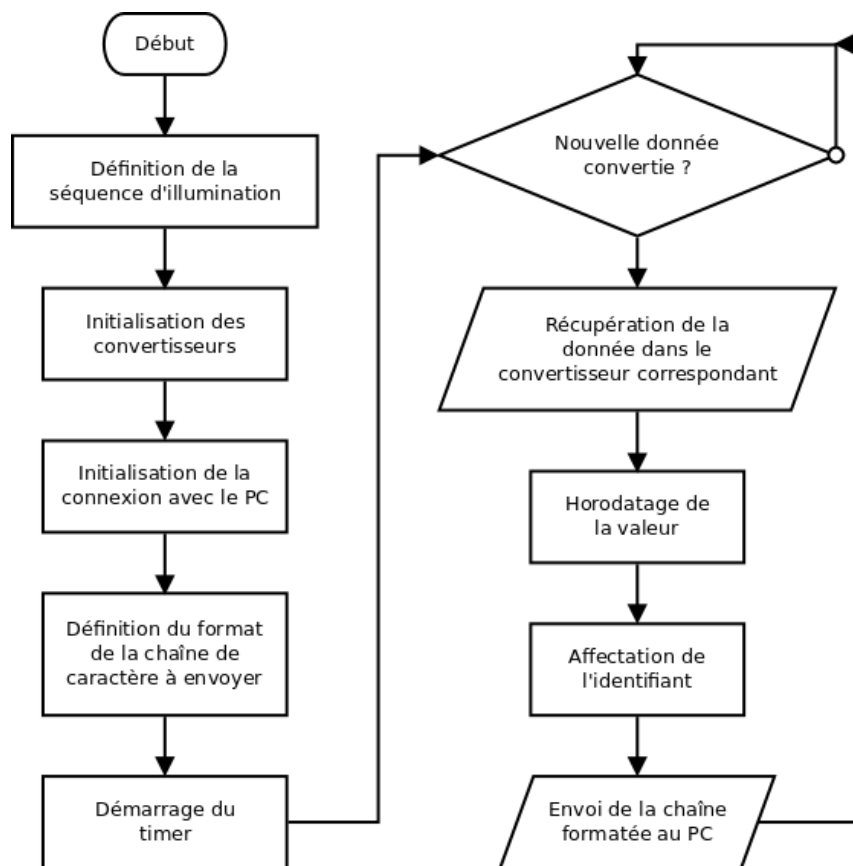 Début
Définition de la
séquence d'illumination
Initialisation des
convertisseurs
Initialisation de la
connexion avec le PC
Définition du format
de la chaîne de
caractère à envoyer
Démarrage du
timer
Nouvelle donnée
convertie ?
Récupération de la
donnée dans le
convertisseur correspondant
Horodatage de
la valeur
Affectation de
l'identifiant
Envoi de la chaîne
formatée au PC